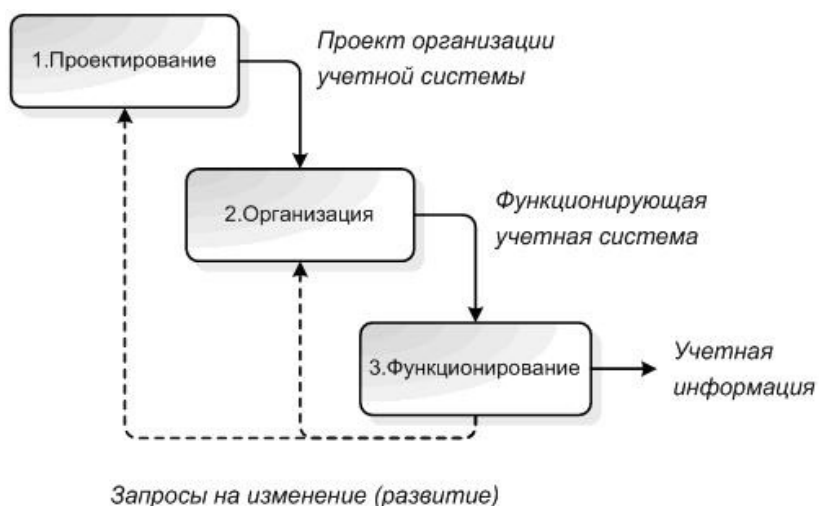 1.Проектирование
Проект организации
учетной системы
2.Организация
Функционирующая
учетная система
3.Функционирование
Учетная
информация
Запросы на изменение (развитие)